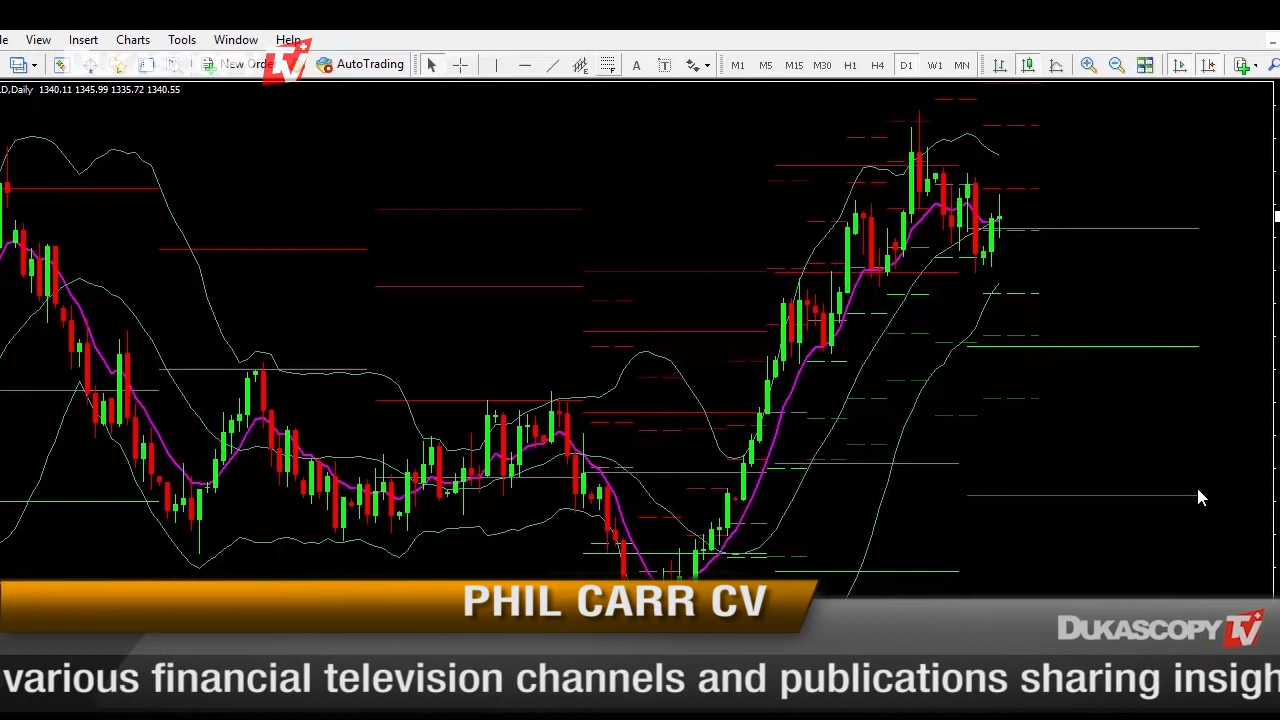 le View Insert Charts Tools Window Help
New Order AutoTrading A T M1 M5 M15 M30 H1 H4 D1 W1 MN
D,Daily 1340.11 1345.99 1335.72 1340.55
PHIL CARR CV
DUKASCOPY TV
various financial television channels and publications sharing insigh